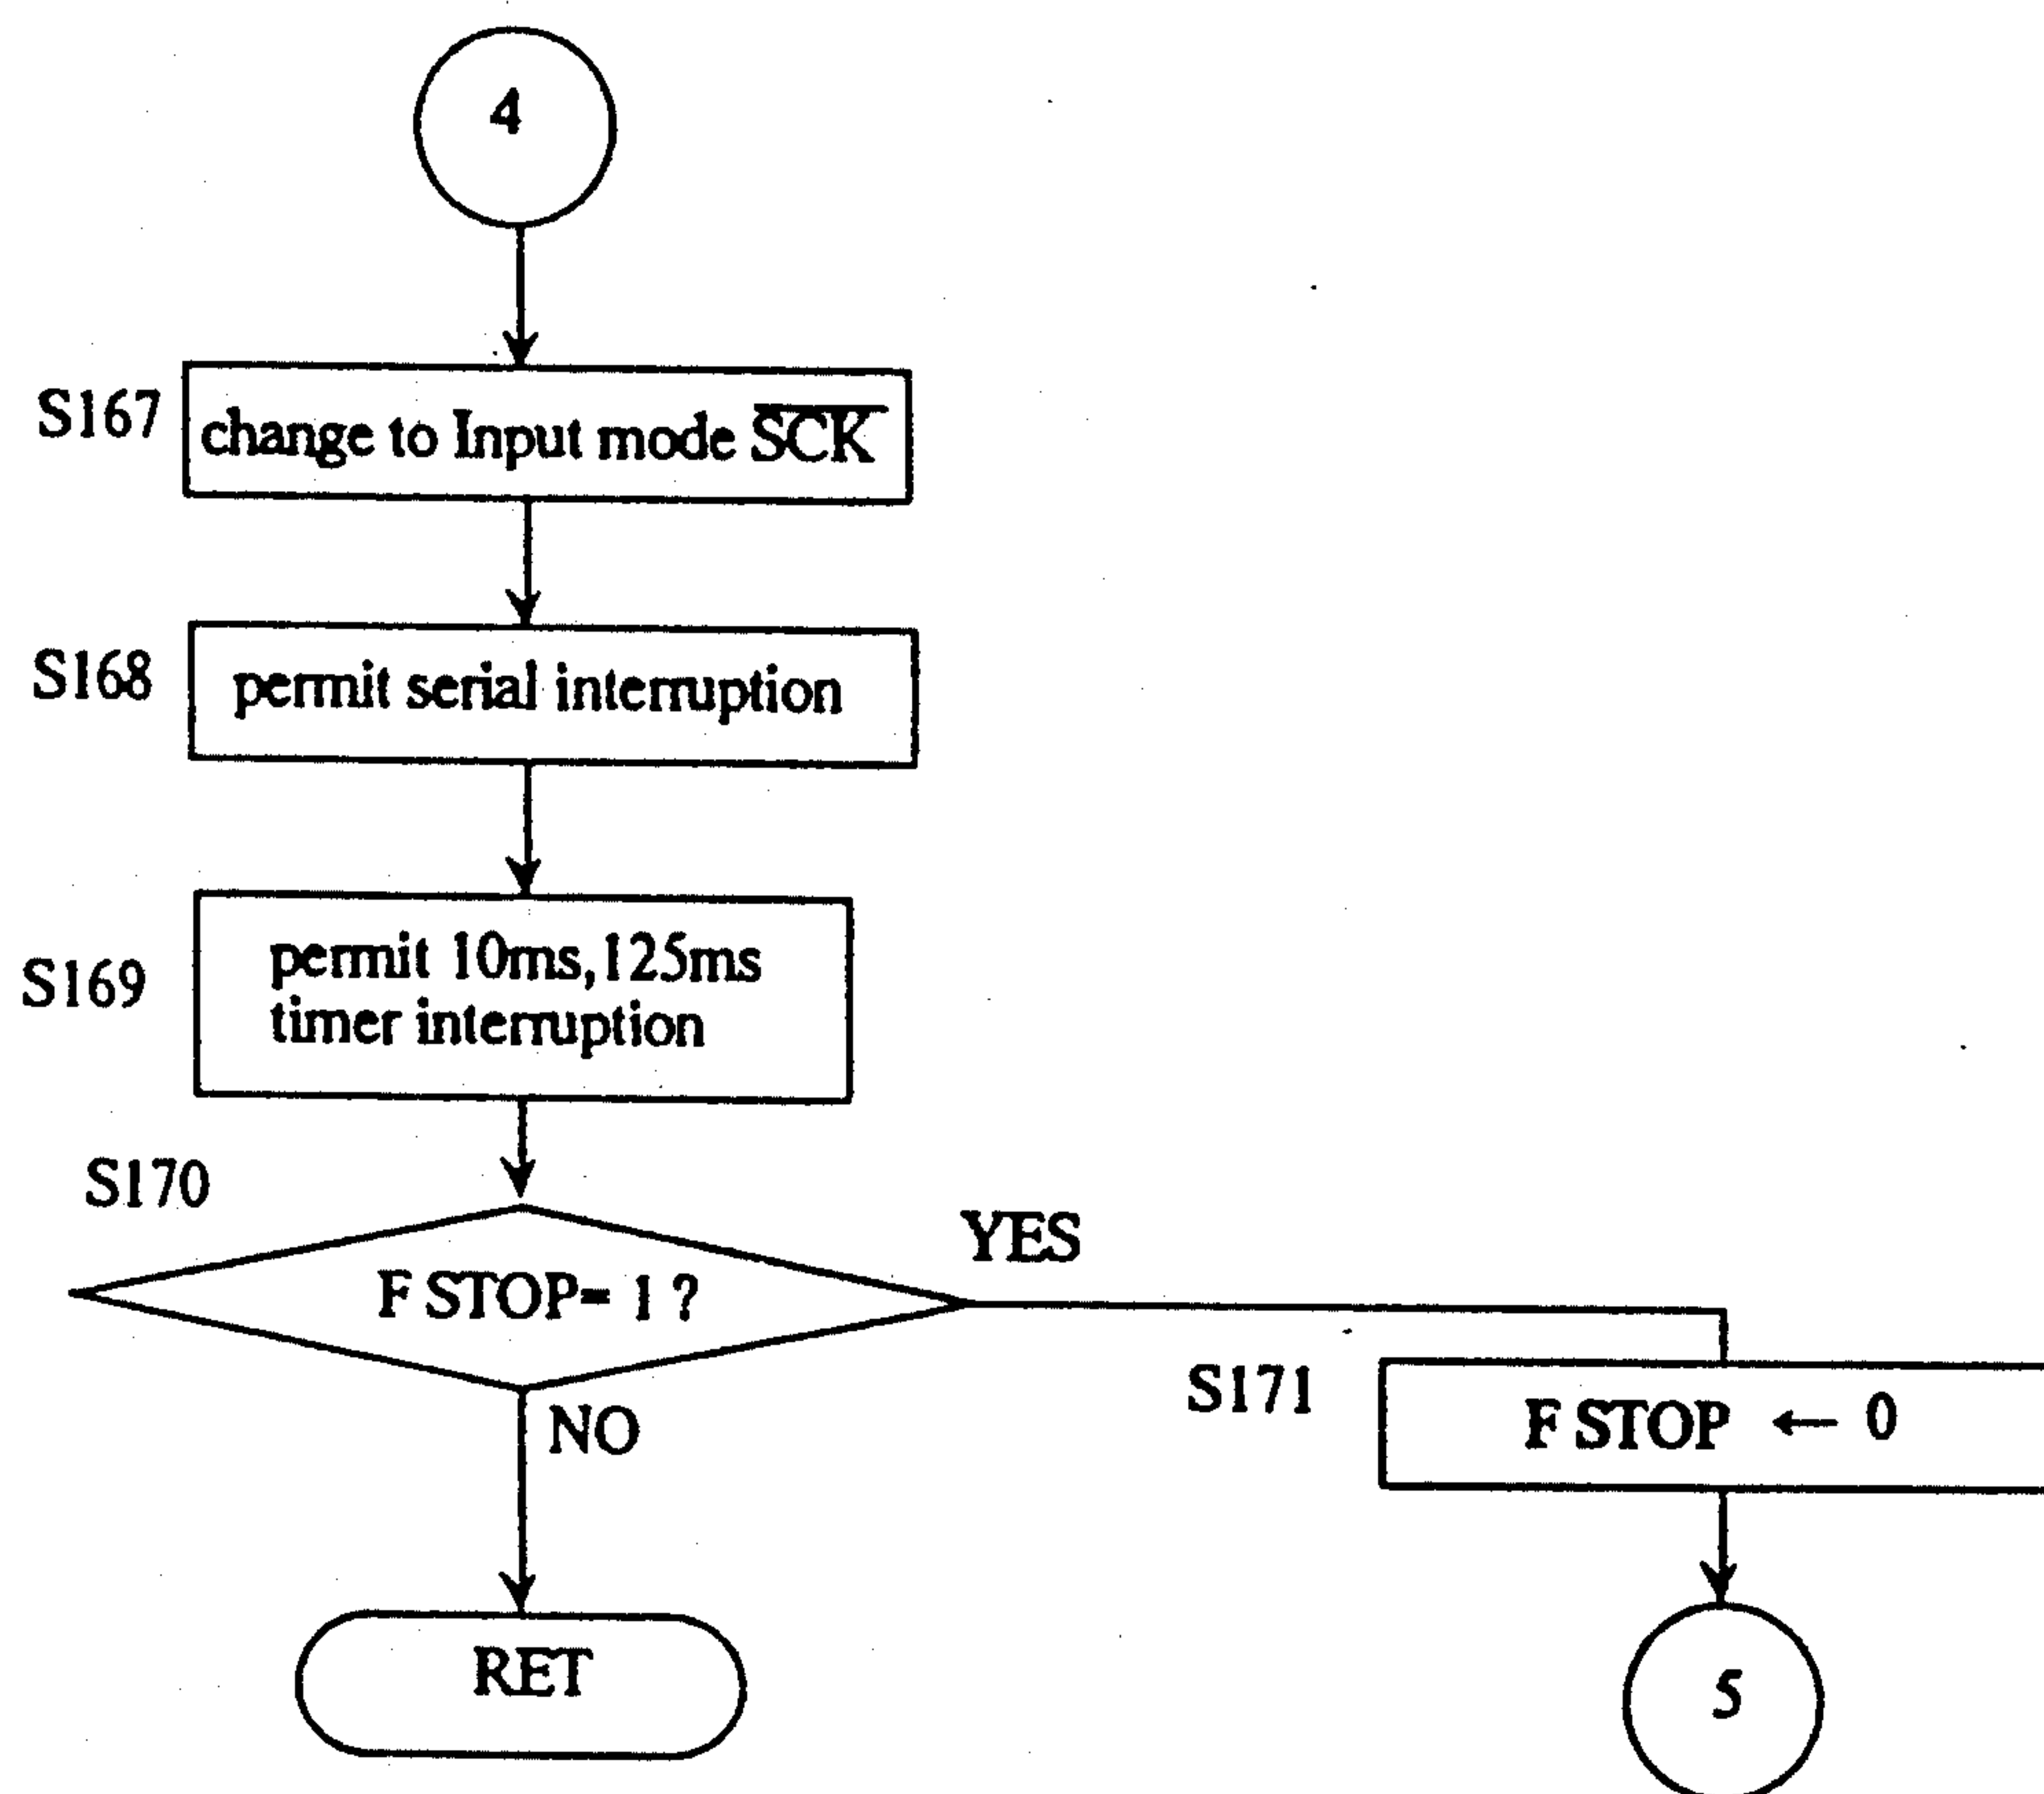 4
S167
change to Input mode S̅C̅K̅
S168
permit serial interruption
S169
permit 10ms,125ms
timer interruption
S170
F STOP= 1 ?
YES
NO
S171
F STOP ← 0
RET
5